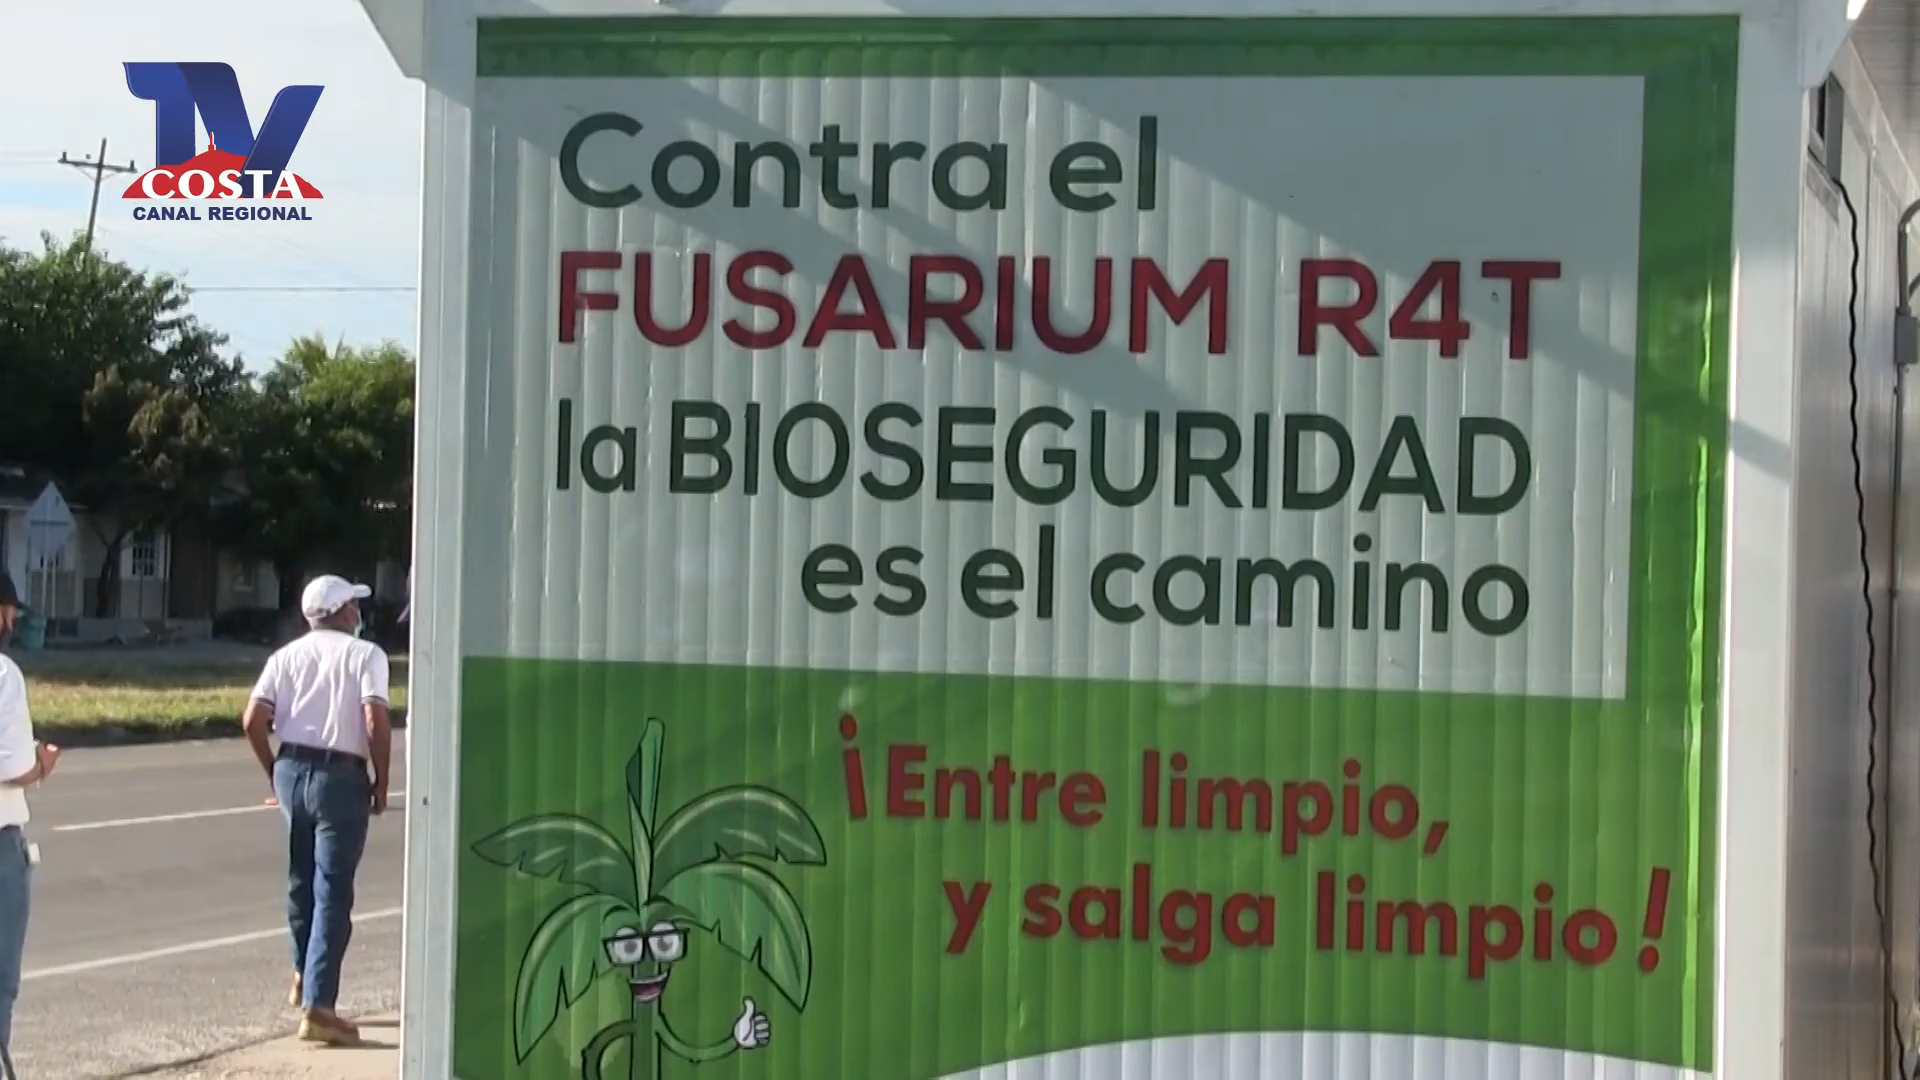 TV
COSTA
CANAL REGIONAL
Contra el
FUSARIUM R4T
la BIOSEGURIDAD
es el camino
¡Entre limpio,
y salga limpio!